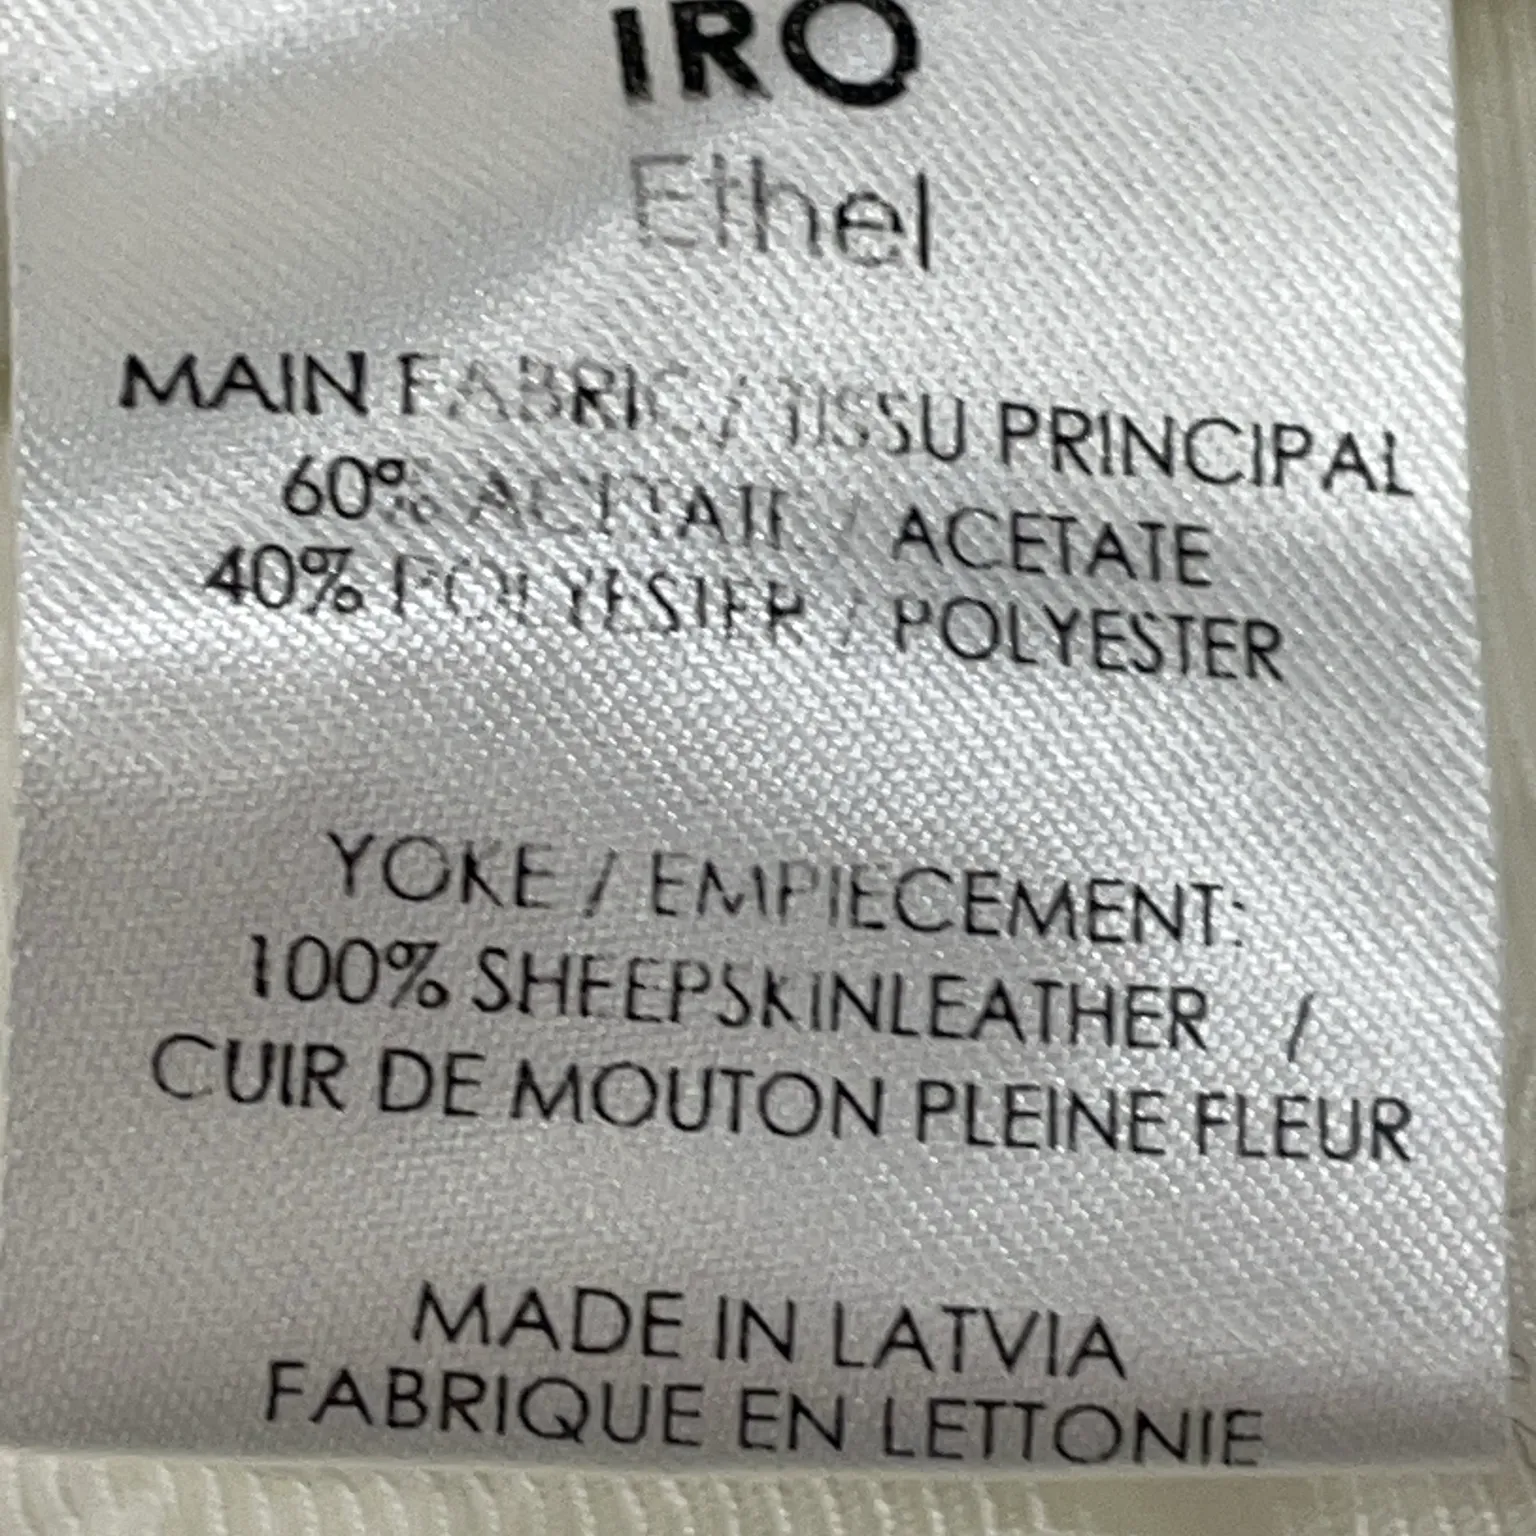 IRO
Ethel
MAIN FABRIC / TISSU PRINCIPAL
60% ACETATE / ACETATE
40% POLYESTER / POLYESTER
YOKE / EMPIECEMENT:
100% SHEEPSKINLEATHER /
CUIR DE MOUTON PLEINE FLEUR
MADE IN LATVIA
FABRIQUE EN LETTONIE